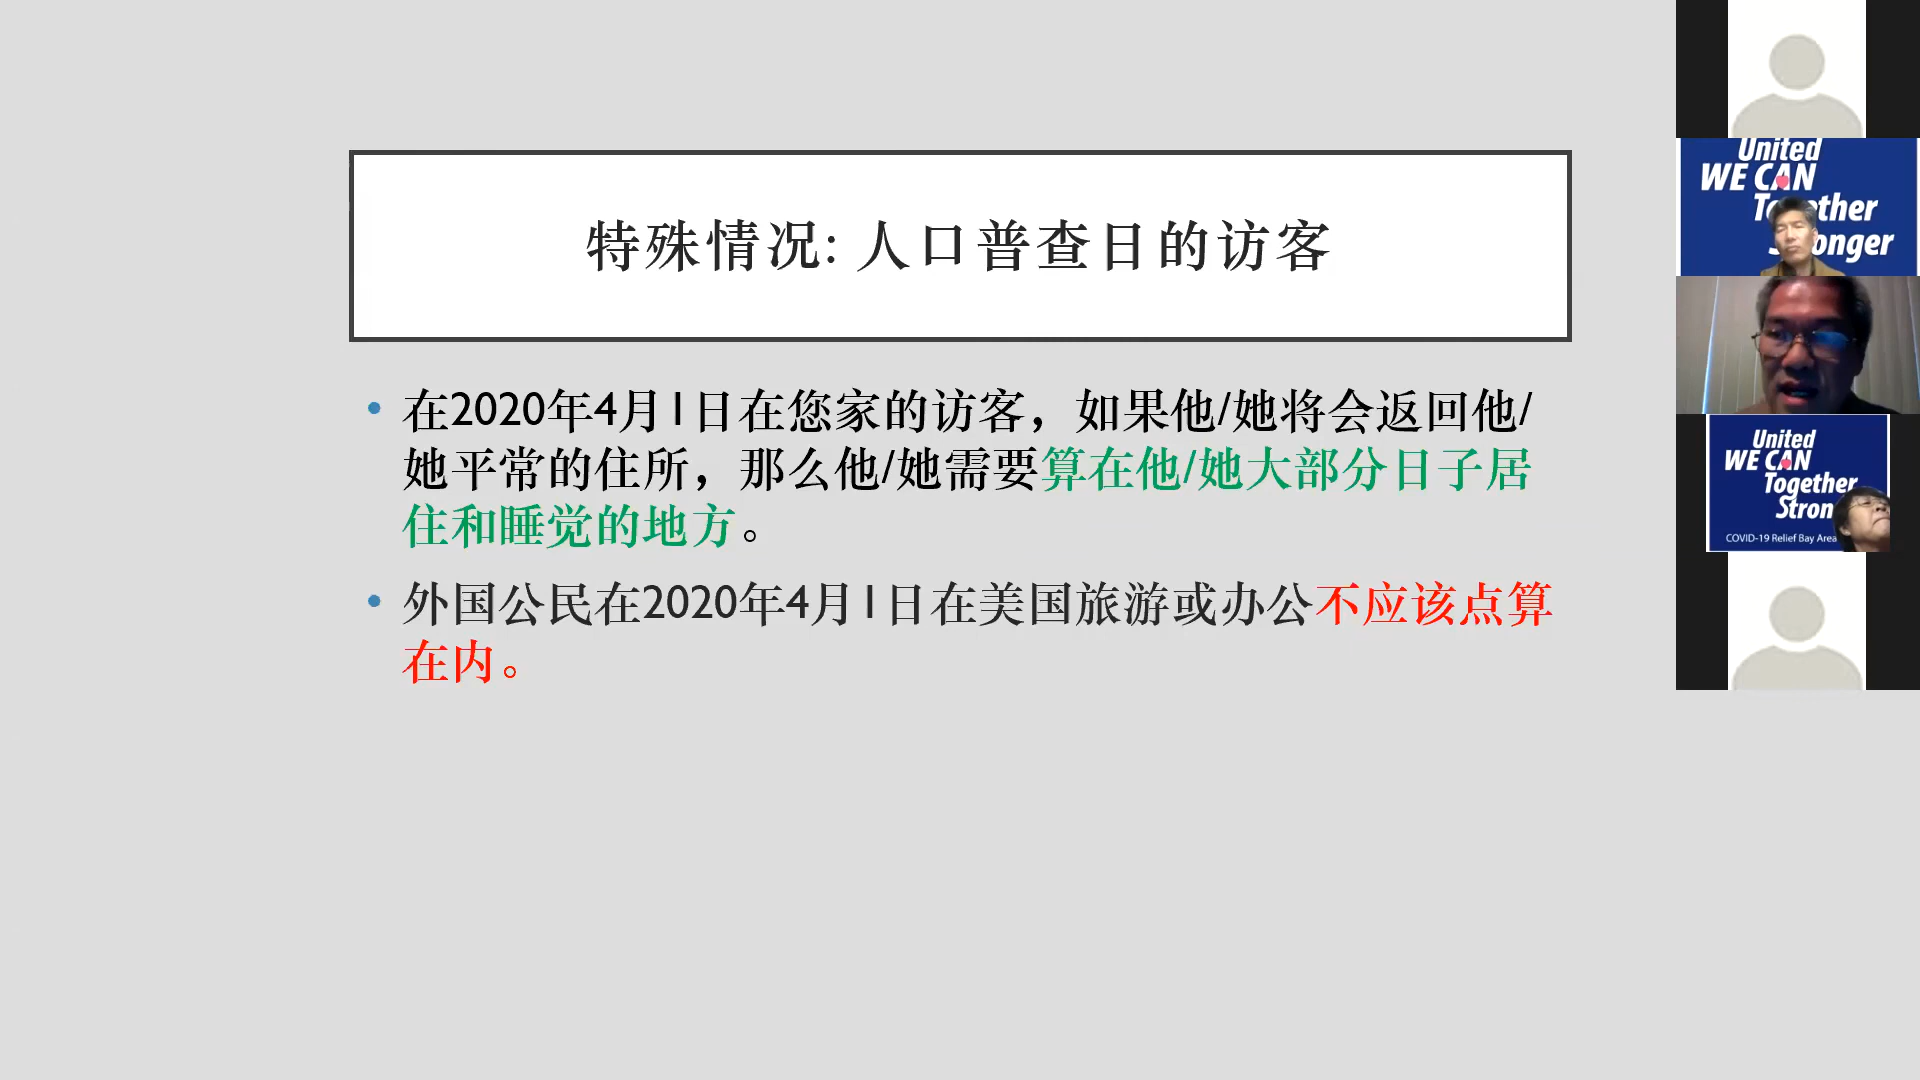 特殊情况: 人口普查日的访客
在2020年4月1日在您家的访客，如果他/她将会返回他/
她平常的住所，那么他/她需要算在他/她大部分日子居
住和睡觉的地方。
外国公民在2020年4月1日在美国旅游或办公不应该点算
在内。
United
WE CAN
Together
Stronger
United
WE CAN
Together
Stron
COVID-19 Relief Bay Area